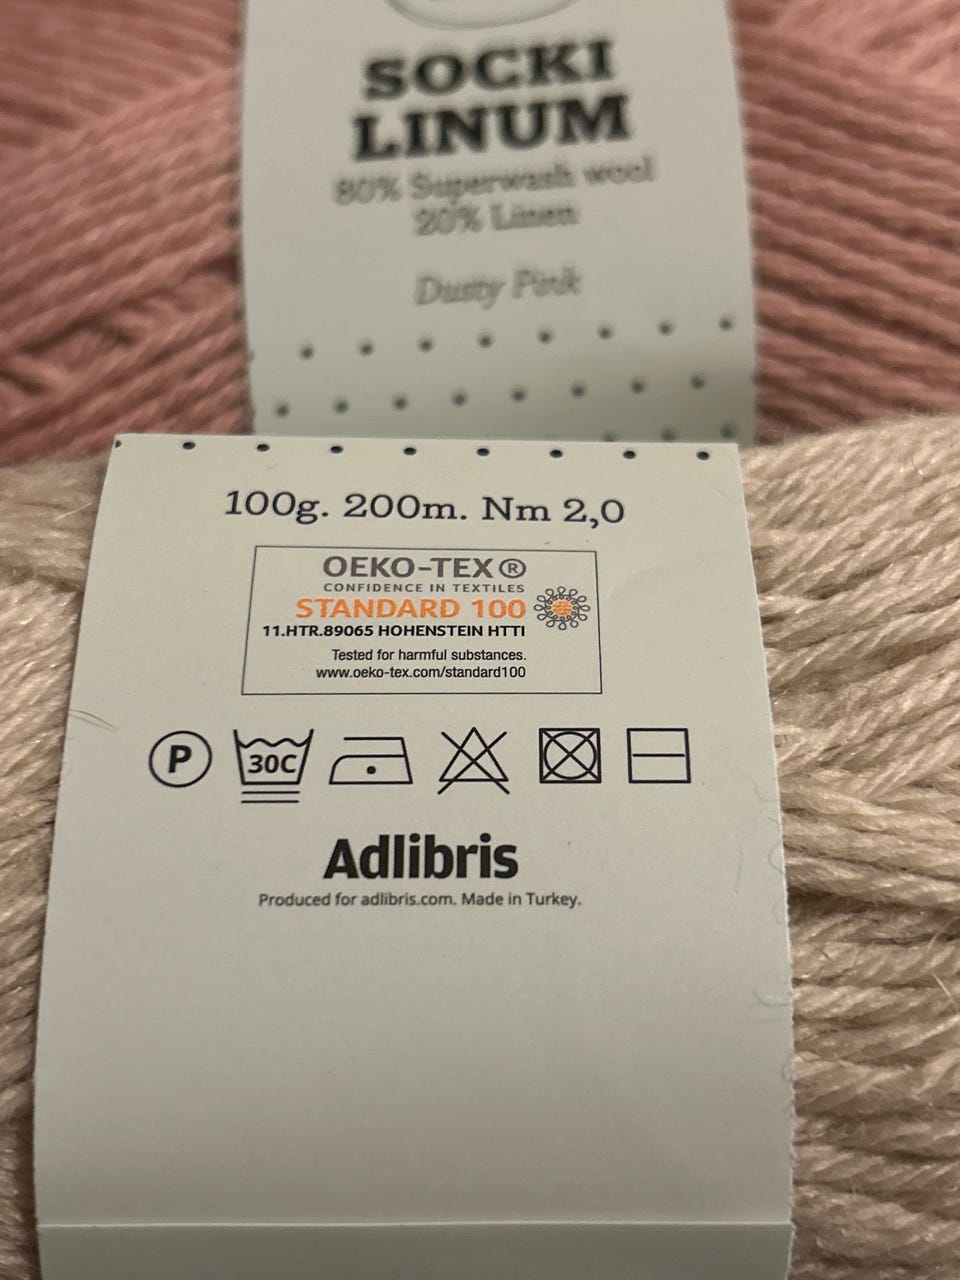 SOCKI
LINUM
80% Superwash wool
20% Linen
Dusty Pink
100g. 200m. Nm 2,0
OEKO-TEX®
CONFIDENCE IN TEXTILES
STANDARD 100
11.HTR.89065 HOHENSTEIN HTTI
Tested for harmful substances.
www.oeko-tex.com/standard100
P 30C
Adlibris
Produced for adlibris.com. Made in Turkey.